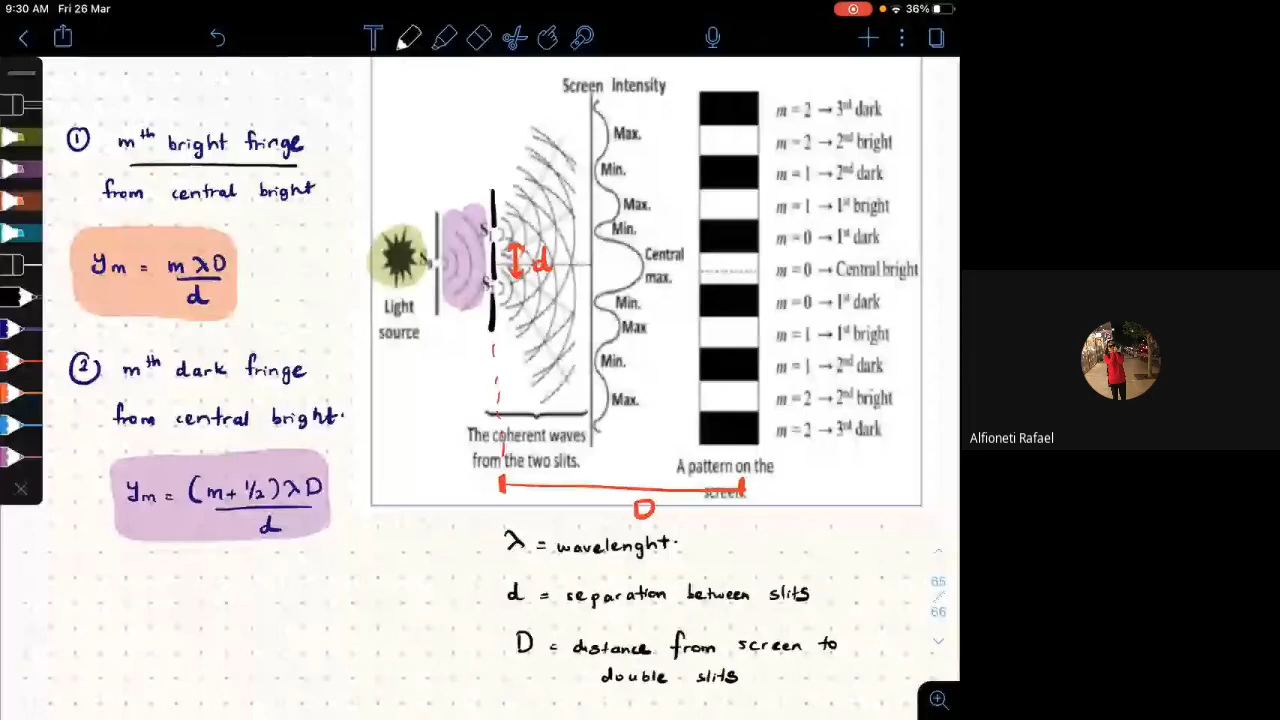 9:30 AM Fri 26 Mar
36%
① mᵗʰ bright fringe
from central bright
yₘ = mλD
d
② mᵗʰ dark fringe
from central bright.
yₘ = (m+½)λD
d
Screen Intensity
Max.
Min.
Max.
Min.
Central
max.
Min.
Max
Min.
Max.
Light
source
S
S
S
d
The coherent waves
from the two slits.
m = 2 → 3rd dark
m = 2 → 2nd bright
m = 1 → 2nd dark
m = 1 → 1st bright
m = 0 → 1st dark
m = 0 → Central bright
m = 0 → 1st dark
m = 1 → 1st bright
m = 1 → 2nd dark
m = 2 → 2nd bright
m = 2 → 3rd dark
A pattern on the
screen.
D
λ = wavelenght.
d = separation between slits
D = distance from screen to
double slits
65
66
Alfioneti Rafael